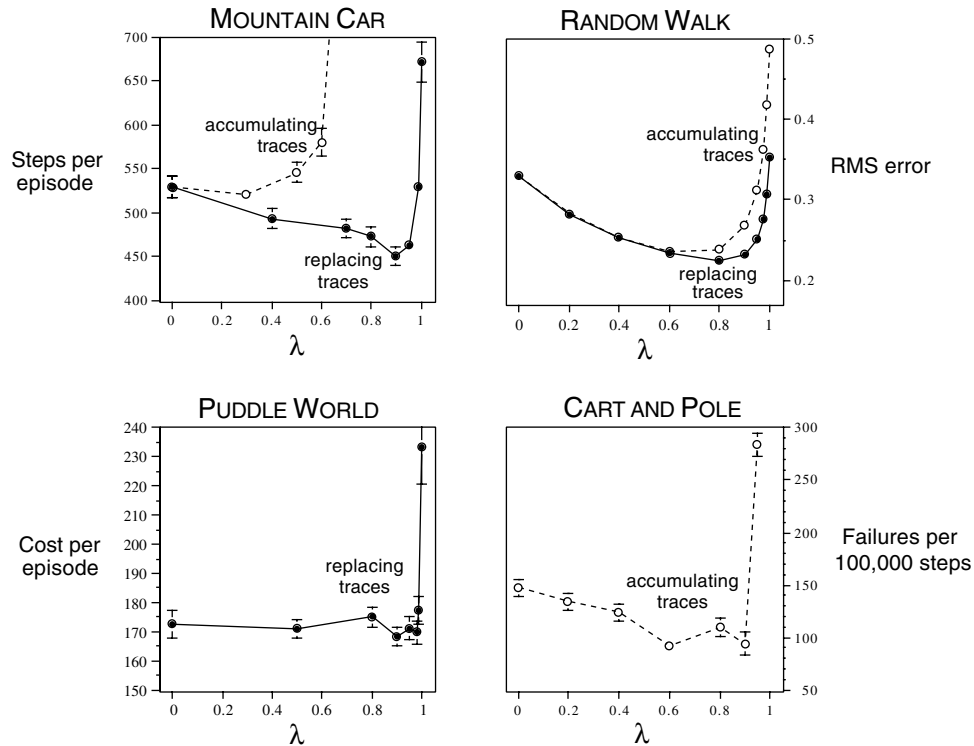 MOUNTAIN CAR
700
650
600
550
500
450
400
Steps per
episode
accumulating
traces
replacing
traces
0
0.2
0.4
0.6
0.8
1
λ
RANDOM WALK
0.5
0.4
0.3
0.2
RMS error
accumulating
traces
replacing
traces
0
0.2
0.4
0.6
0.8
1
λ
PUDDLE WORLD
240
230
220
210
200
190
180
170
160
150
Cost per
episode
replacing
traces
0
0.2
0.4
0.6
0.8
1
λ
CART AND POLE
300
250
200
150
100
50
Failures per
100,000 steps
accumulating
traces
0
0.2
0.4
0.6
0.8
1
λ